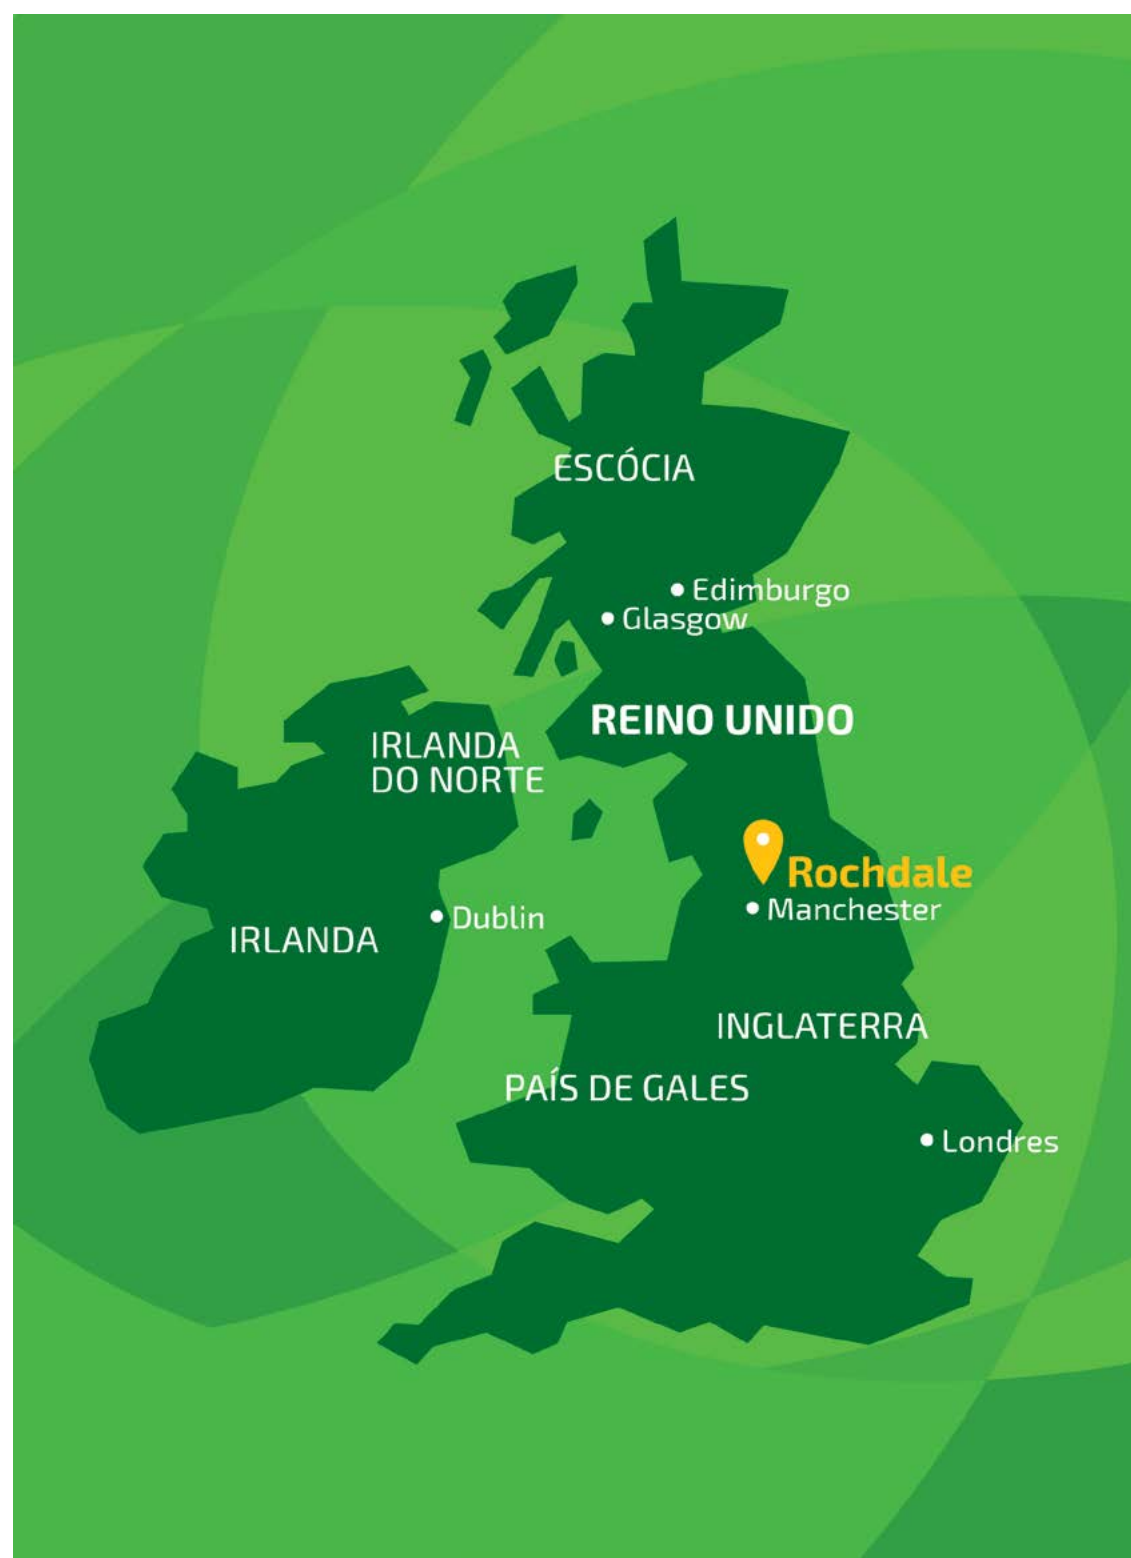 ESCÓCIA
Edimburgo
Glasgow
REINO UNIDO
IRLANDA
DO NORTE
Rochdale
Manchester
Dublin
IRLANDA
INGLATERRA
PAÍS DE GALES
Londres